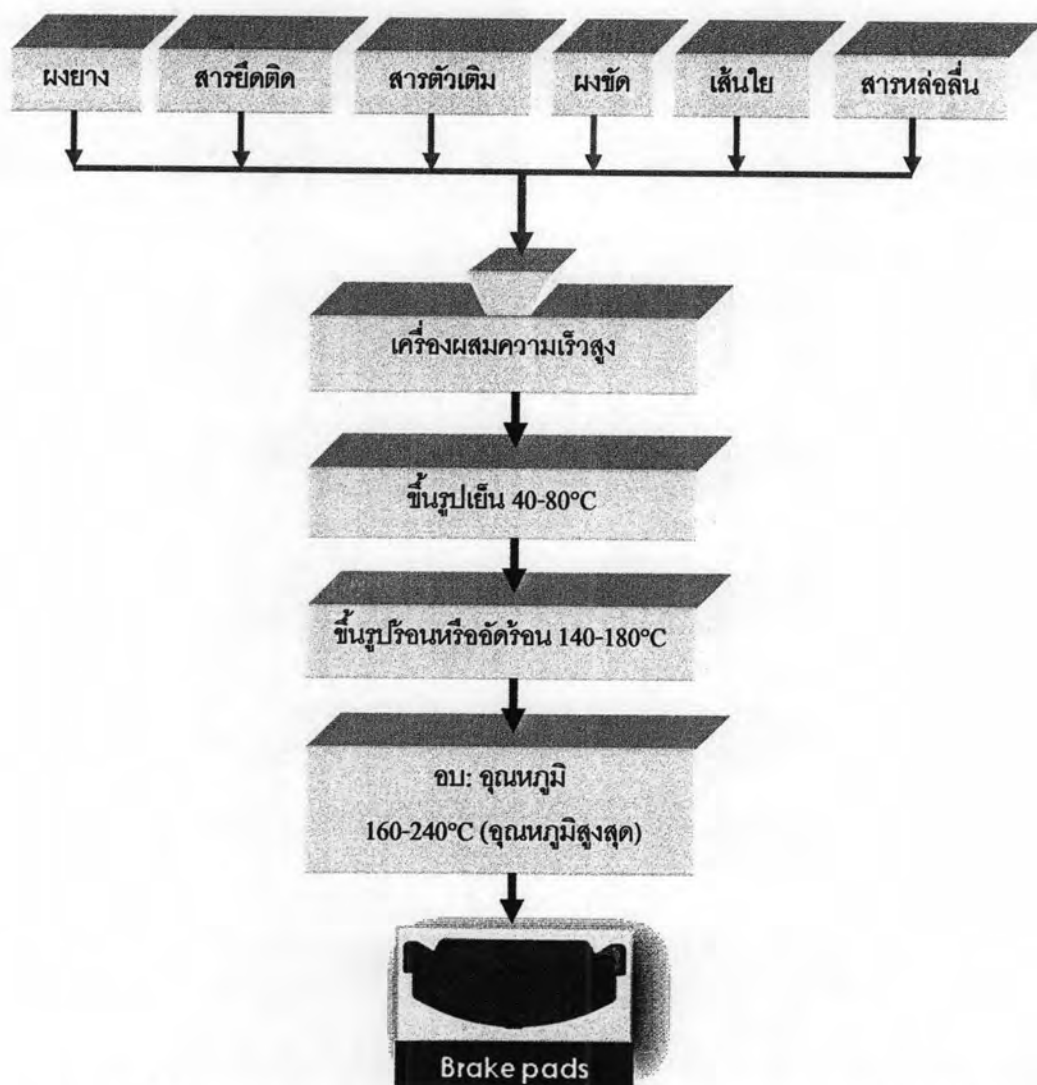 ผงยาง
สารยึดติด
สารตัวเติม
ผงขัด
เส้นใย
สารหล่อลื่น
เครื่องผสมความเร็วสูง
ขึ้นรูปเย็น 40-80°C
ขึ้นรูปร้อนหรืออัดร้อน 140-180°C
อบ: อุณหภูมิ
160-240°C (อุณหภูมิสูงสุด)
Brake pads